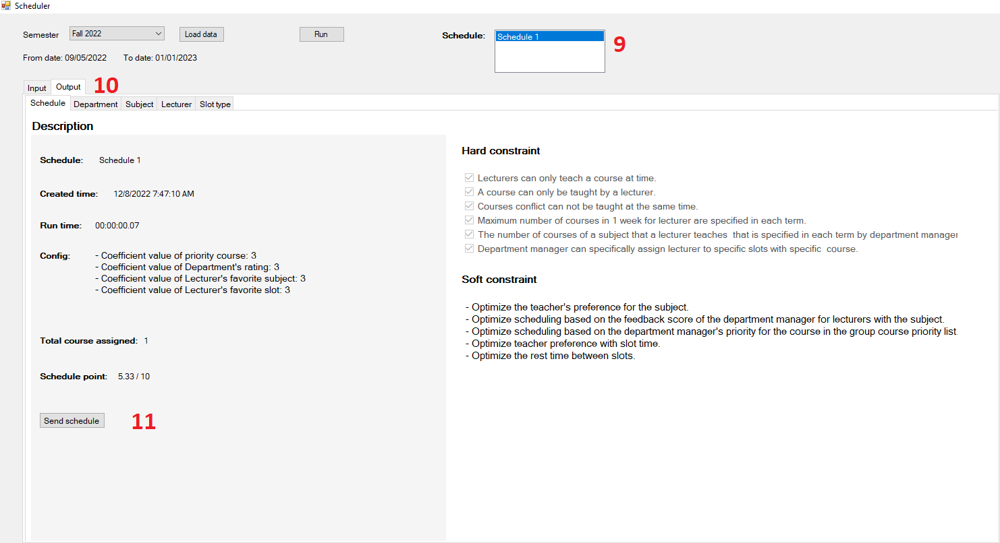 Scheduler
Semester Fall 2022 Load data Run Schedule: Schedule 1 9
From date: 09/05/2022 To date: 01/01/2023
Input Output 10
Schedule Department Subject Lecturer Slot type
Description
Schedule: Schedule 1
Created time: 12/8/2022 7:47:10 AM
Run time: 00:00:00.07
Config: - Coefficient value of priority course: 3
- Coefficient value of Department's rating: 3
- Coefficient value of Lecturer's favorite subject: 3
- Coefficient value of Lecturer's favorite slot: 3
Total course assigned: 1
Schedule point: 5.33 / 10
Send schedule 11
Hard constraint
Lecturers can only teach a course at time.
A course can only be taught by a lecturer.
Courses conflict can not be taught at the same time.
Maximum number of courses in 1 week for lecturer are specified in each term.
The number of courses of a subject that a lecturer teaches that is specified in each term by department manager
Department manager can specifically assign lecturer to specific slots with specific course.
Soft constraint
- Optimize the teacher's preference for the subject.
- Optimize scheduling based on the feedback score of the department manager for lecturers with the subject.
- Optimize scheduling based on the department manager's priority for the course in the group course priority list.
- Optimize teacher preference with slot time.
- Optimize the rest time between slots.